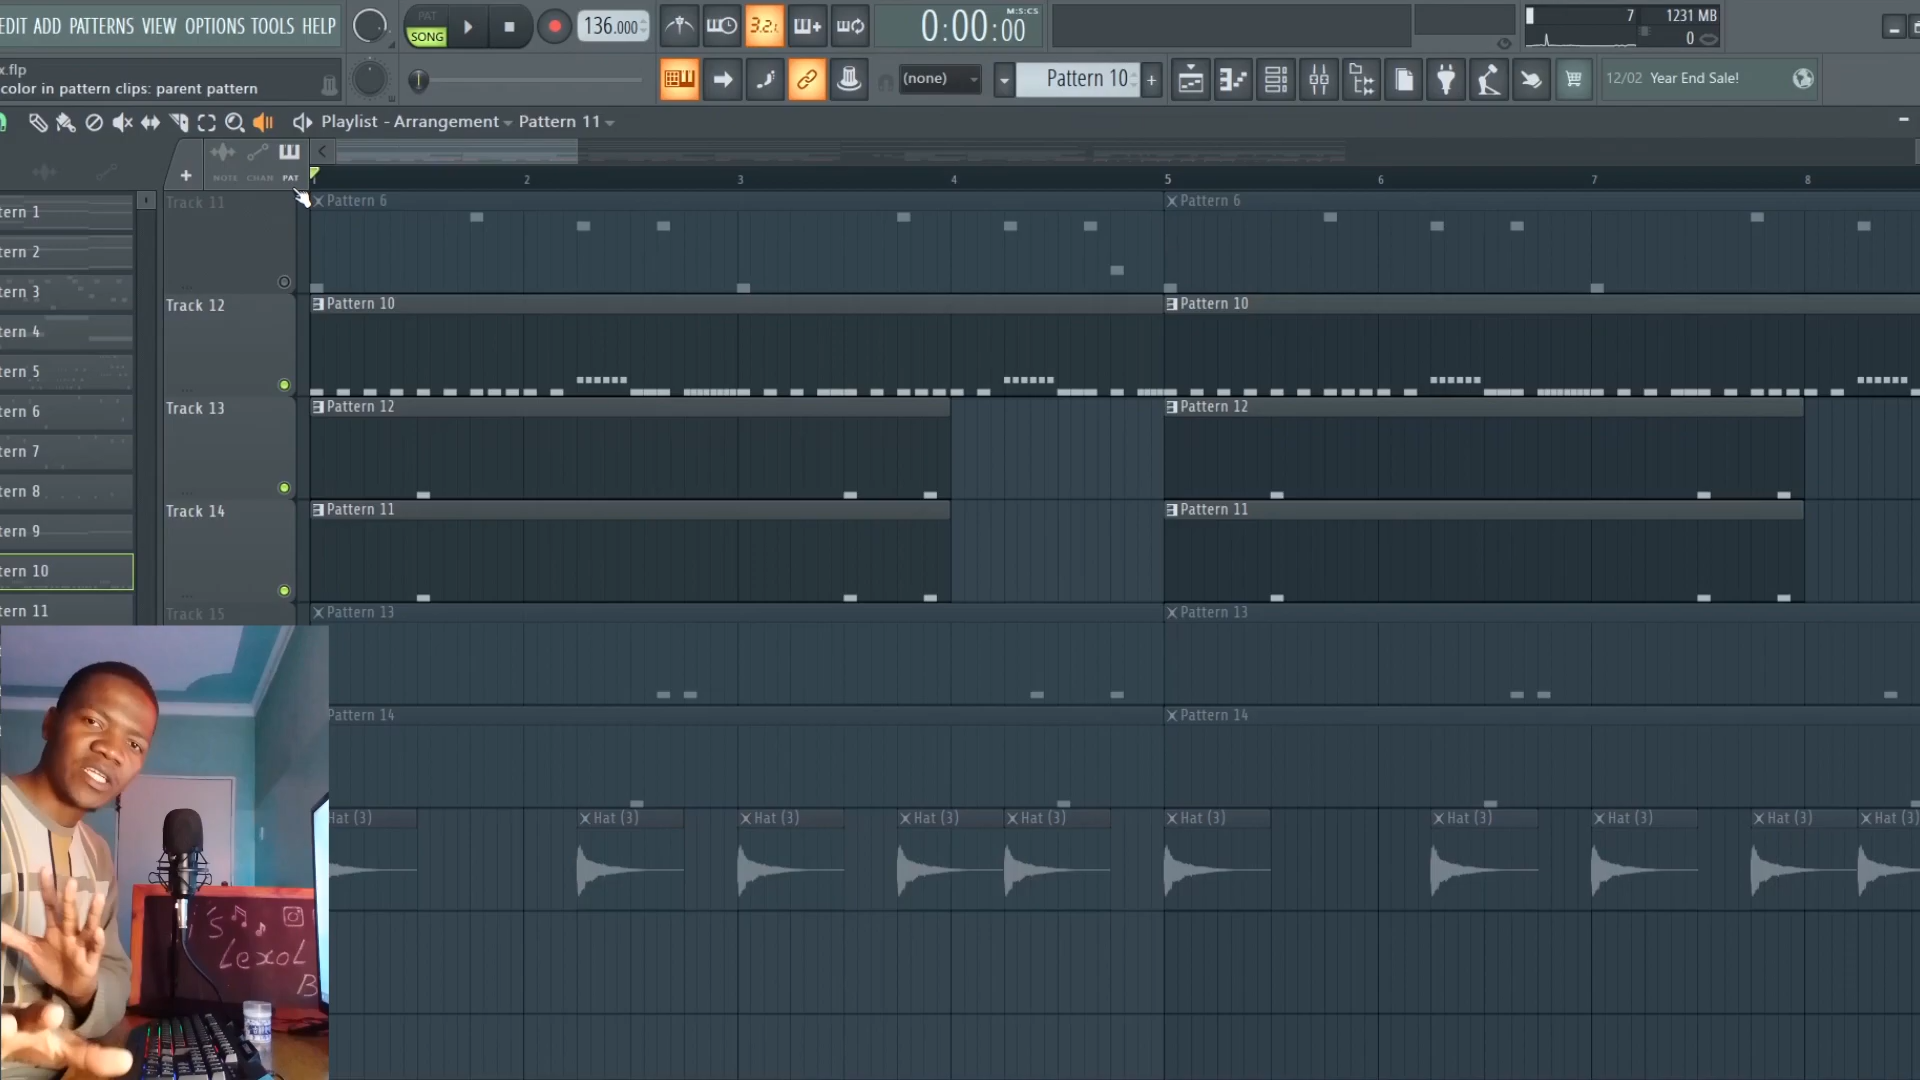 EDIT ADD PATTERNS VIEW OPTIONS TOOLS HELP
PAT
SONG
136.000
3.2.
0:00:00
M:S:CS
7
1231 MB
0
x.flp
color in pattern clips: parent pattern
(none)
Pattern 10
+
12/02 Year End Sale!
Playlist - Arrangement Pattern 11
+
NOTE CHAN PAT
1 2 3 4 5 6 7 8
tern 1
tern 2
tern 3
tern 4
tern 5
tern 6
tern 7
tern 8
tern 9
tern 10
tern 11
Track 11
Pattern 6
Pattern 6
Track 12
Pattern 10
Pattern 10
Track 13
Pattern 12
Pattern 12
Track 14
Pattern 11
Pattern 11
Track 15
Pattern 13
Pattern 13
Pattern 14
Pattern 14
Hat (3)
Hat (3)
Hat (3)
Hat (3)
Hat (3)
Hat (3)
Hat (3)
Hat (3)
Hat (3)
Hat (3)
'S
LexoL
B